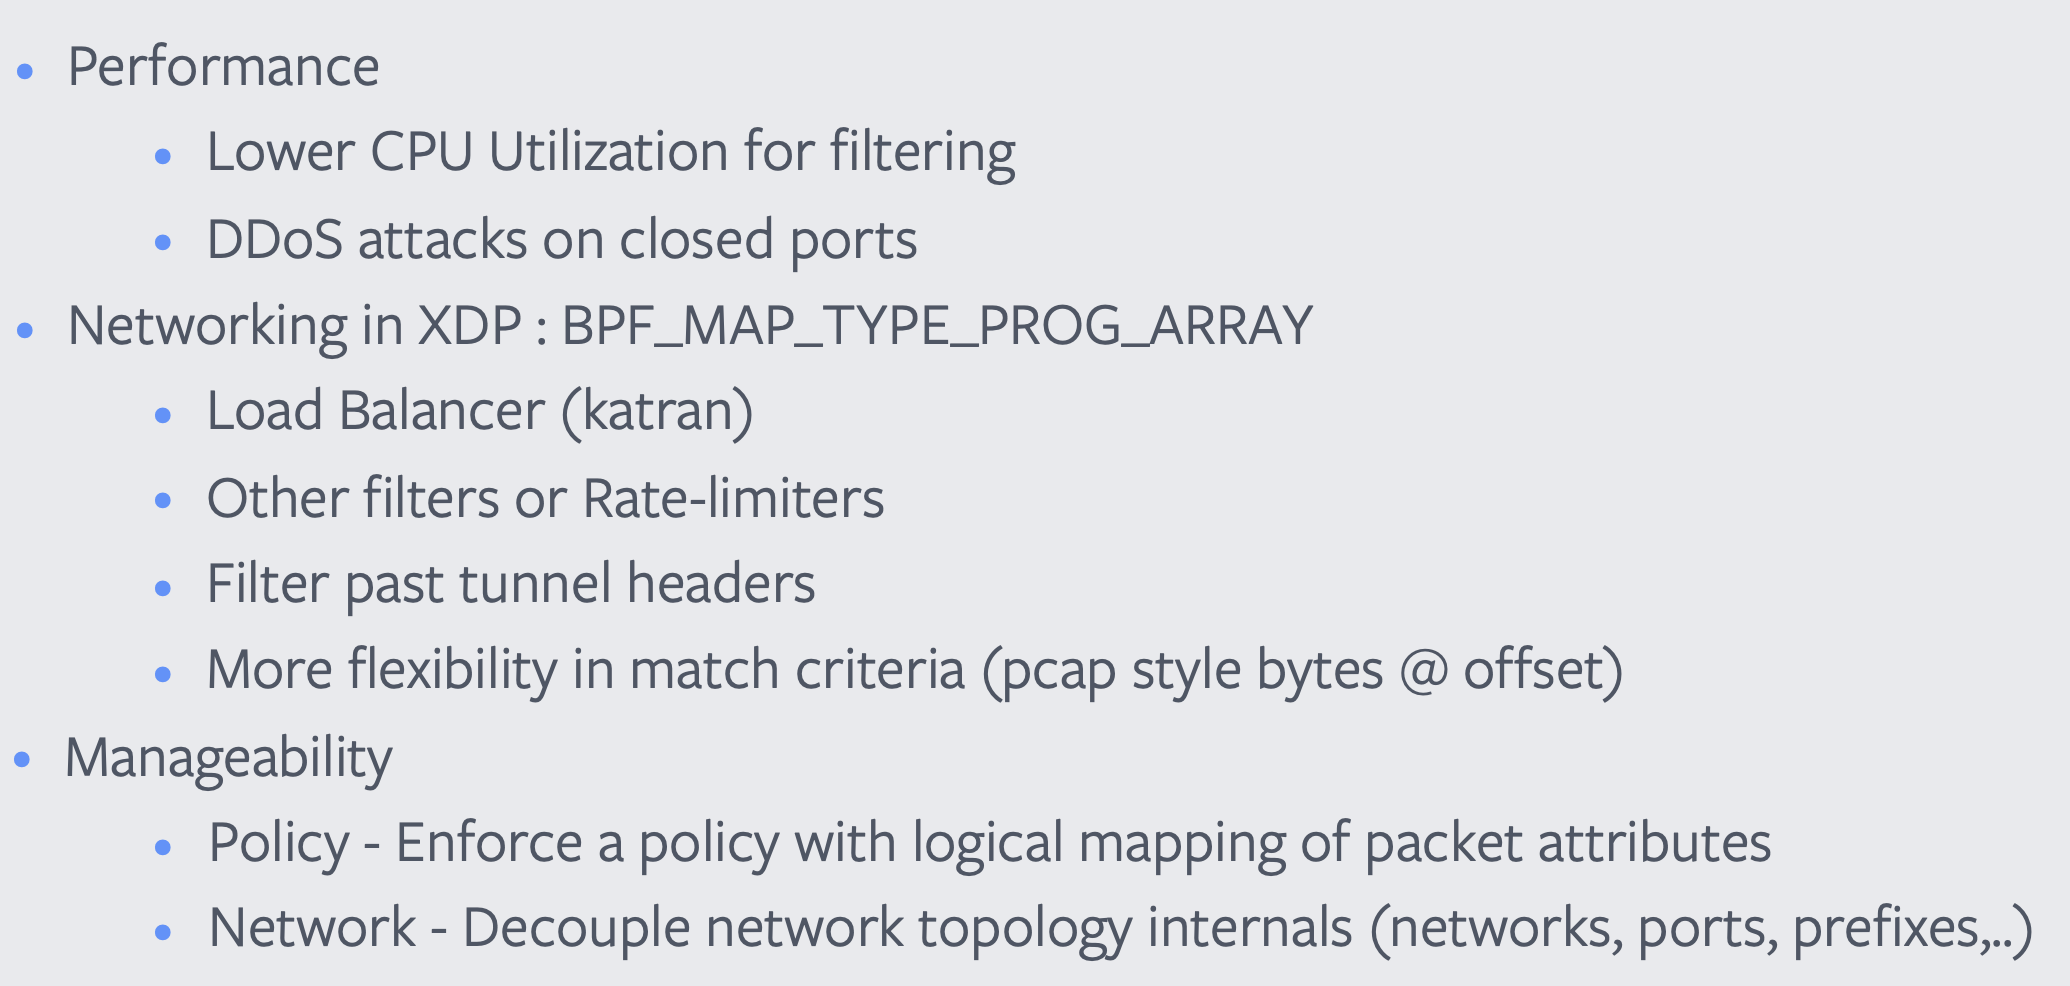 • Performance
• Lower CPU Utilization for filtering
• DDoS attacks on closed ports
• Networking in XDP : BPF_MAP_TYPE_PROG_ARRAY
• Load Balancer (katran)
• Other filters or Rate-limiters
• Filter past tunnel headers
• More flexibility in match criteria (pcap style bytes @ offset)
• Manageability
• Policy - Enforce a policy with logical mapping of packet attributes
• Network - Decouple network topology internals (networks, ports, prefixes,..)